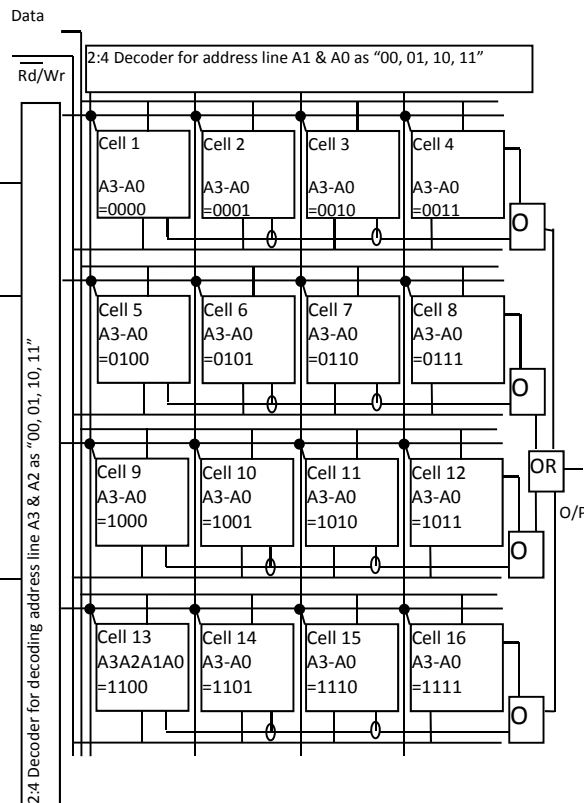 Data
Rd/Wr
2:4 Decoder for address line A1 & A0 as “00, 01, 10, 11”
2:4 Decoder for decoding address line A3 & A2 as “00, 01, 10, 11”
Cell 1
A3-A0
=0000
Cell 2
A3-A0
=0001
Cell 3
A3-A0
=0010
Cell 4
A3-A0
=0011
O
Cell 5
A3-A0
=0100
Cell 6
A3-A0
=0101
Cell 7
A3-A0
=0110
Cell 8
A3-A0
=0111
O
Cell 9
A3-A0
=1000
Cell 10
A3-A0
=1001
Cell 11
A3-A0
=1010
Cell 12
A3-A0
=1011
OR
O/P
O
Cell 13
A3A2A1A0
=1100
Cell 14
A3-A0
=1101
Cell 15
A3-A0
=1110
Cell 16
A3-A0
=1111
O